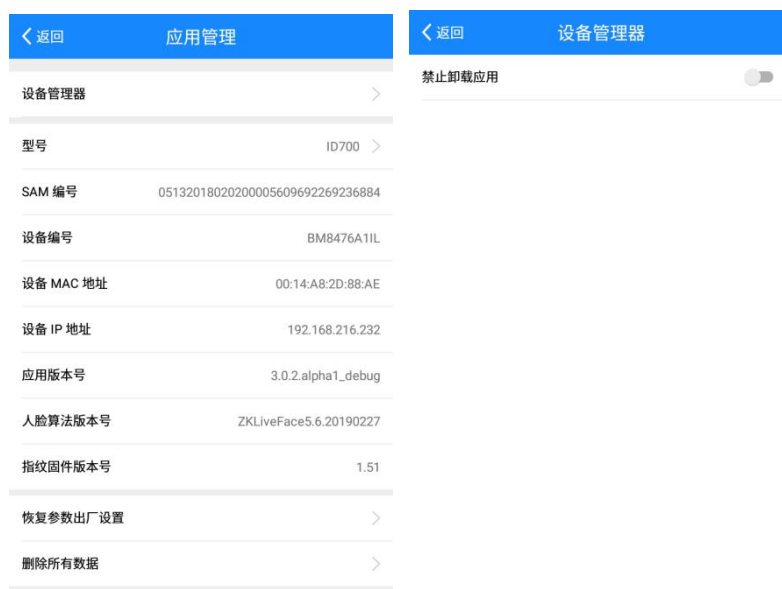 返回
应用管理
设备管理器
型号 ID700
SAM 编号 05132018020200005609692269236884
设备编号 BM8476A1IL
设备 MAC 地址 00:14:A8:2D:88:AE
设备 IP 地址 192.168.216.232
应用版本号 3.0.2.alpha1_debug
人脸算法版本号 ZKLiveFace5.6.20190227
指纹固件版本号 1.51
恢复参数出厂设置
删除所有数据
返回
设备管理器
禁止卸载应用